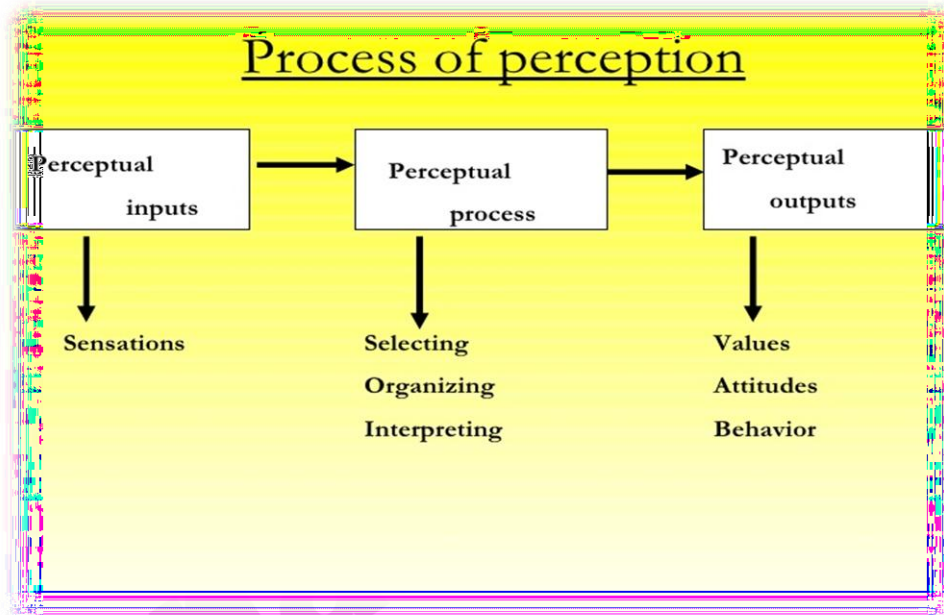 Process of perception
Perceptual
inputs
Perceptual
process
Perceptual
outputs
Sensations
Selecting
Organizing
Interpreting
Values
Attitudes
Behavior